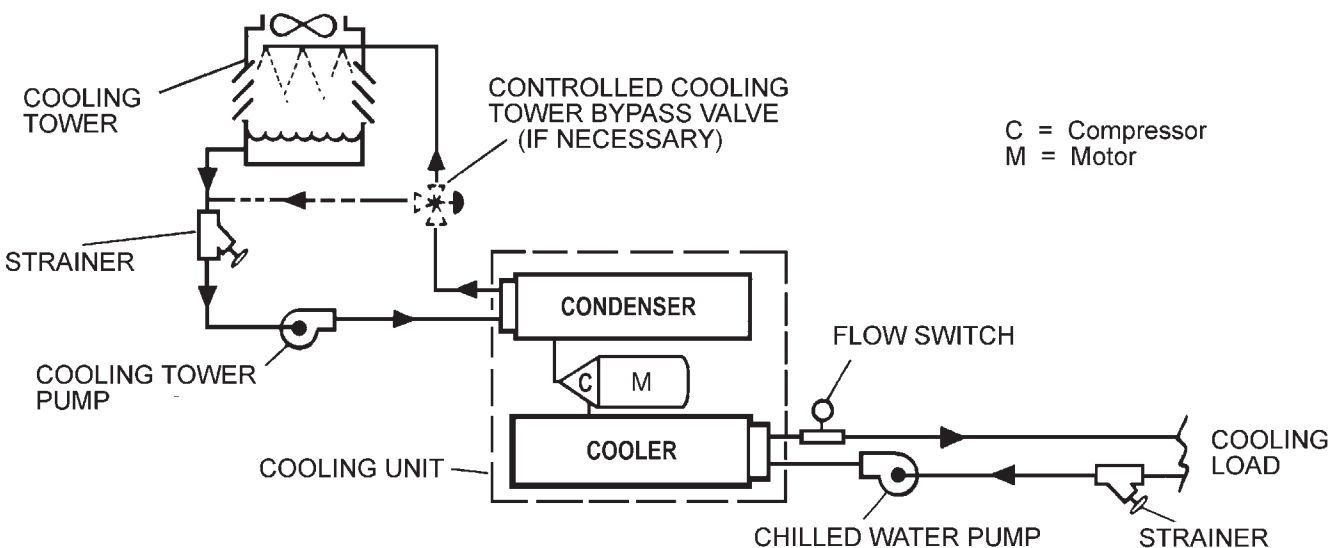 COOLING
TOWER
CONTROLLED COOLING
TOWER BYPASS VALVE
(IF NECESSARY)
C = Compressor
M = Motor
STRAINER
CONDENSER
FLOW SWITCH
COOLING TOWER
PUMP
C
M
COOLER
COOLING UNIT
COOLING
LOAD
CHILLED WATER PUMP
STRAINER